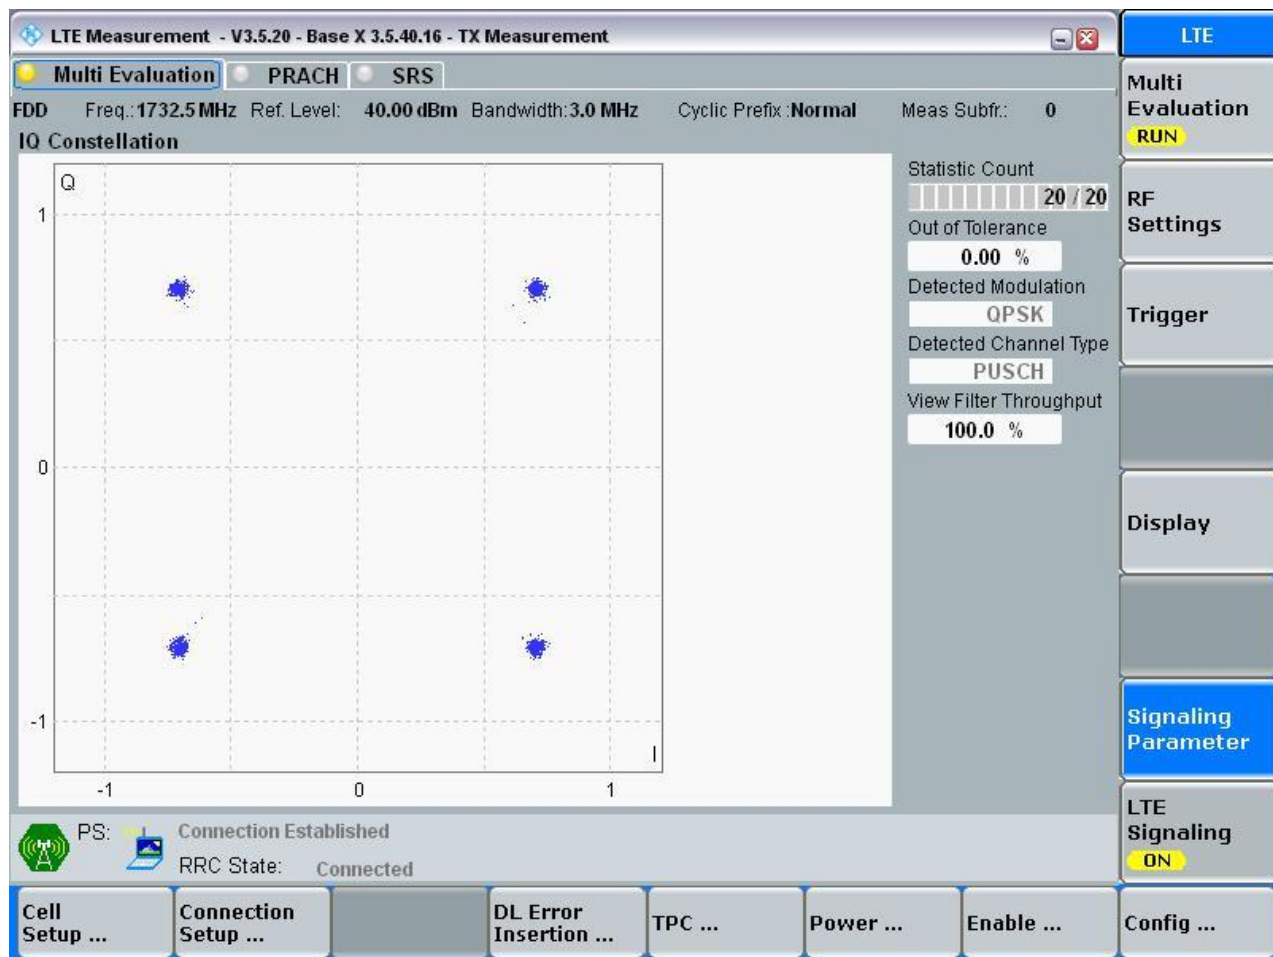 LTE Measurement - V3.5.20 - Base X 3.5.40.16 - TX Measurement
LTE
Multi Evaluation PRACH SRS
FDD Freq.: 1732.5 MHz Ref. Level: 40.00 dBm Bandwidth: 3.0 MHz Cyclic Prefix : Normal Meas Subfr.: 0
IQ Constellation
Q
1
0
-1
-1 0 1
I
Statistic Count
20 / 20
Out of Tolerance
0.00 %
Detected Modulation
QPSK
Detected Channel Type
PUSCH
View Filter Throughput
100.0 %
Multi
Evaluation
RUN
RF
Settings
Trigger
Display
Signaling
Parameter
LTE
Signaling
ON
PS: Connection Established
RRC State: Connected
Cell
Setup ...
Connection
Setup ...
DL Error
Insertion ...
TPC ...
Power ...
Enable ...
Config ...